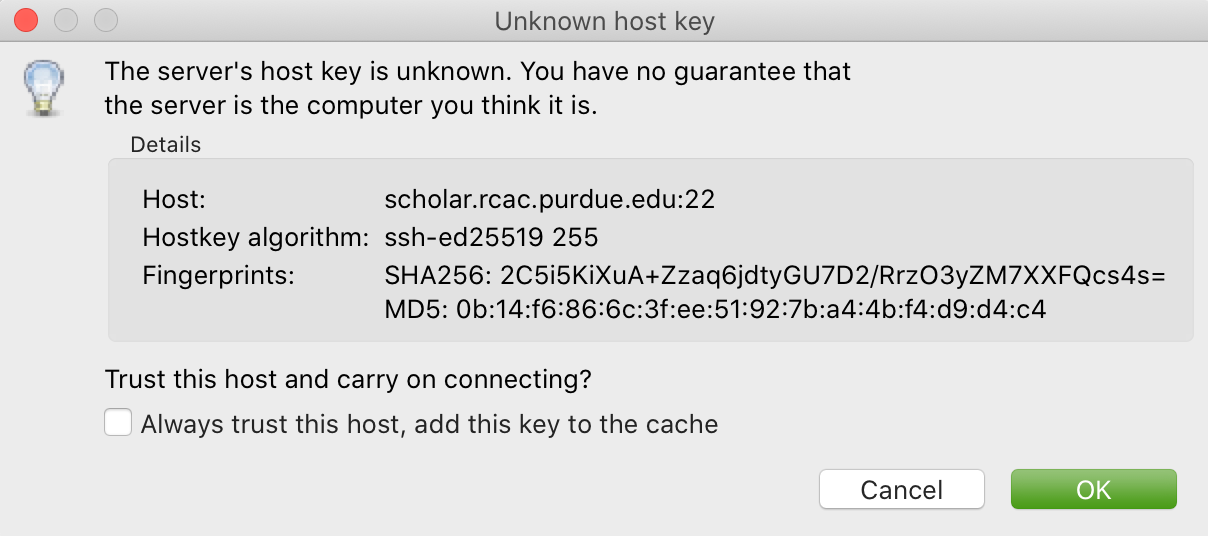 Unknown host key
The server's host key is unknown. You have no guarantee that
the server is the computer you think it is.
Details
Host: scholar.rcac.purdue.edu:22
Hostkey algorithm: ssh-ed25519 255
Fingerprints: SHA256: 2C5i5KiXuA+Zzaq6jdtyGU7D2/RrzO3yZM7XXFQcs4s=
MD5: 0b:14:f6:86:6c:3f:ee:51:92:7b:a4:4b:f4:d9:d4:c4
Trust this host and carry on connecting?
Always trust this host, add this key to the cache
Cancel OK